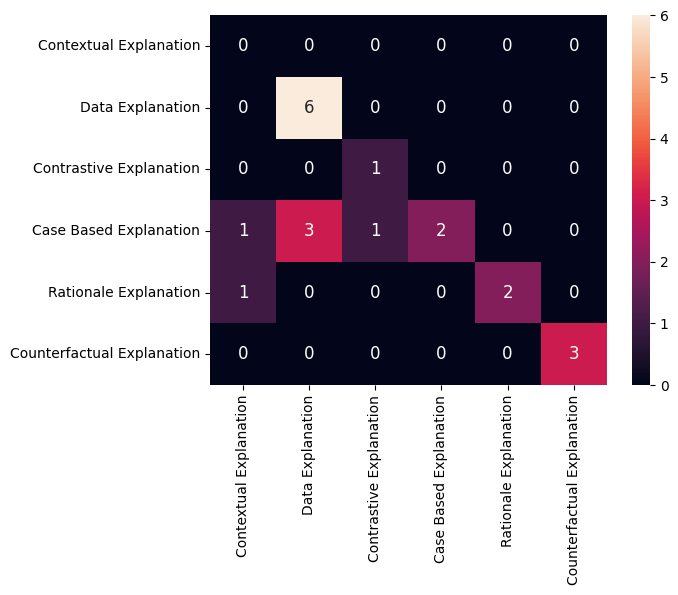 Contextual Explanation 0 0 0 0 0 0
Data Explanation 0 6 0 0 0 0
Contrastive Explanation 0 0 1 0 0 0
Case Based Explanation 1 3 1 2 0 0
Rationale Explanation 1 0 0 0 2 0
Counterfactual Explanation 0 0 0 0 0 3
Contextual Explanation
Data Explanation
Contrastive Explanation
Case Based Explanation
Rationale Explanation
Counterfactual Explanation
6
5
4
3
2
1
0